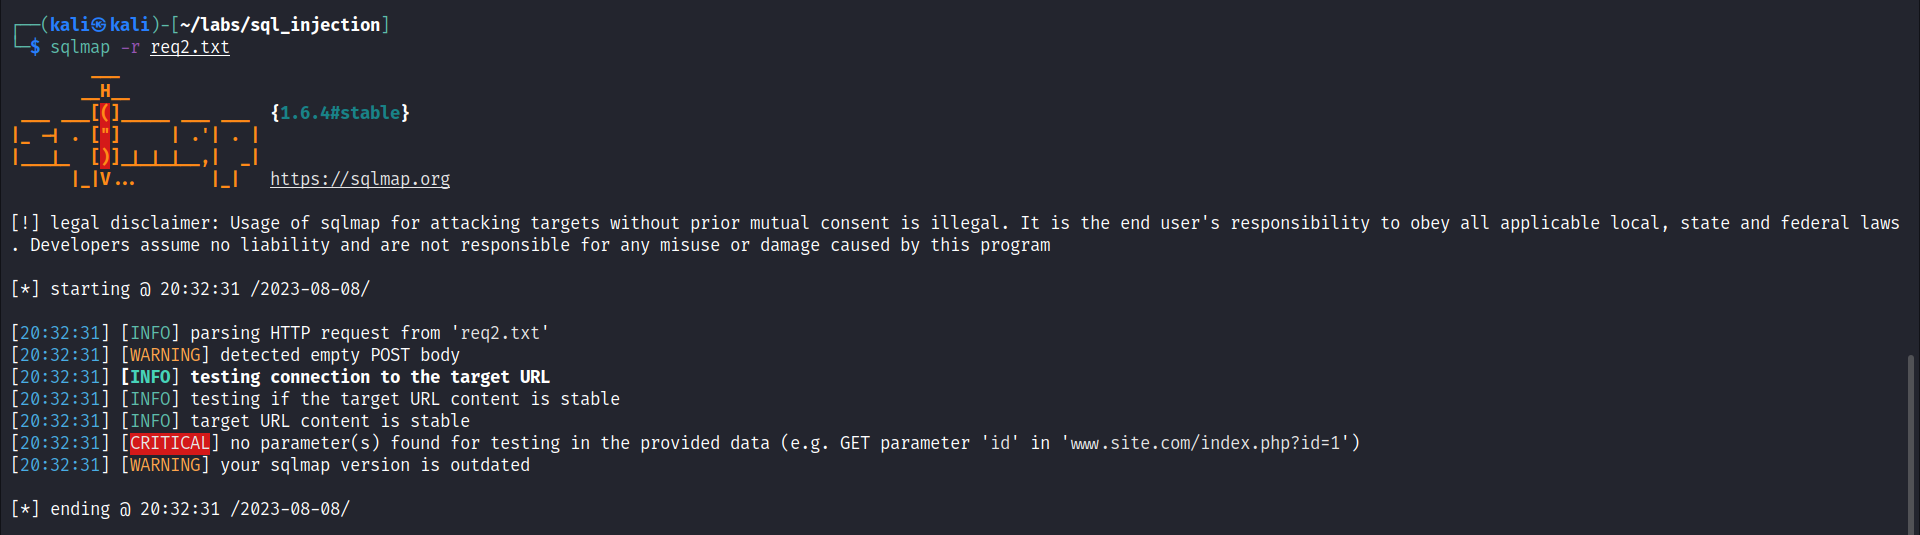 ┌──(kali㉿kali)-[~/labs/sql_injection]
└─$ sqlmap -r req2.txt
        ___
       __H__
 ___ ___[(]_____ ___ ___  {1.6.4#stable}
|_ -| . ["]     | .'| . |
|___|_  [)]_|_|_|__,|  _|
      |_|V...       |_|   https://sqlmap.org
[!] legal disclaimer: Usage of sqlmap for attacking targets without prior mutual consent is illegal. It is the end user's responsibility to obey all applicable local, state and federal laws
. Developers assume no liability and are not responsible for any misuse or damage caused by this program
[*] starting @ 20:32:31 /2023-08-08/
[20:32:31] [INFO] parsing HTTP request from 'req2.txt'
[20:32:31] [WARNING] detected empty POST body
[20:32:31] [INFO] testing connection to the target URL
[20:32:31] [INFO] testing if the target URL content is stable
[20:32:31] [INFO] target URL content is stable
[20:32:31] [CRITICAL] no parameter(s) found for testing in the provided data (e.g. GET parameter 'id' in 'www.site.com/index.php?id=1')
[20:32:31] [WARNING] your sqlmap version is outdated
[*] ending @ 20:32:31 /2023-08-08/